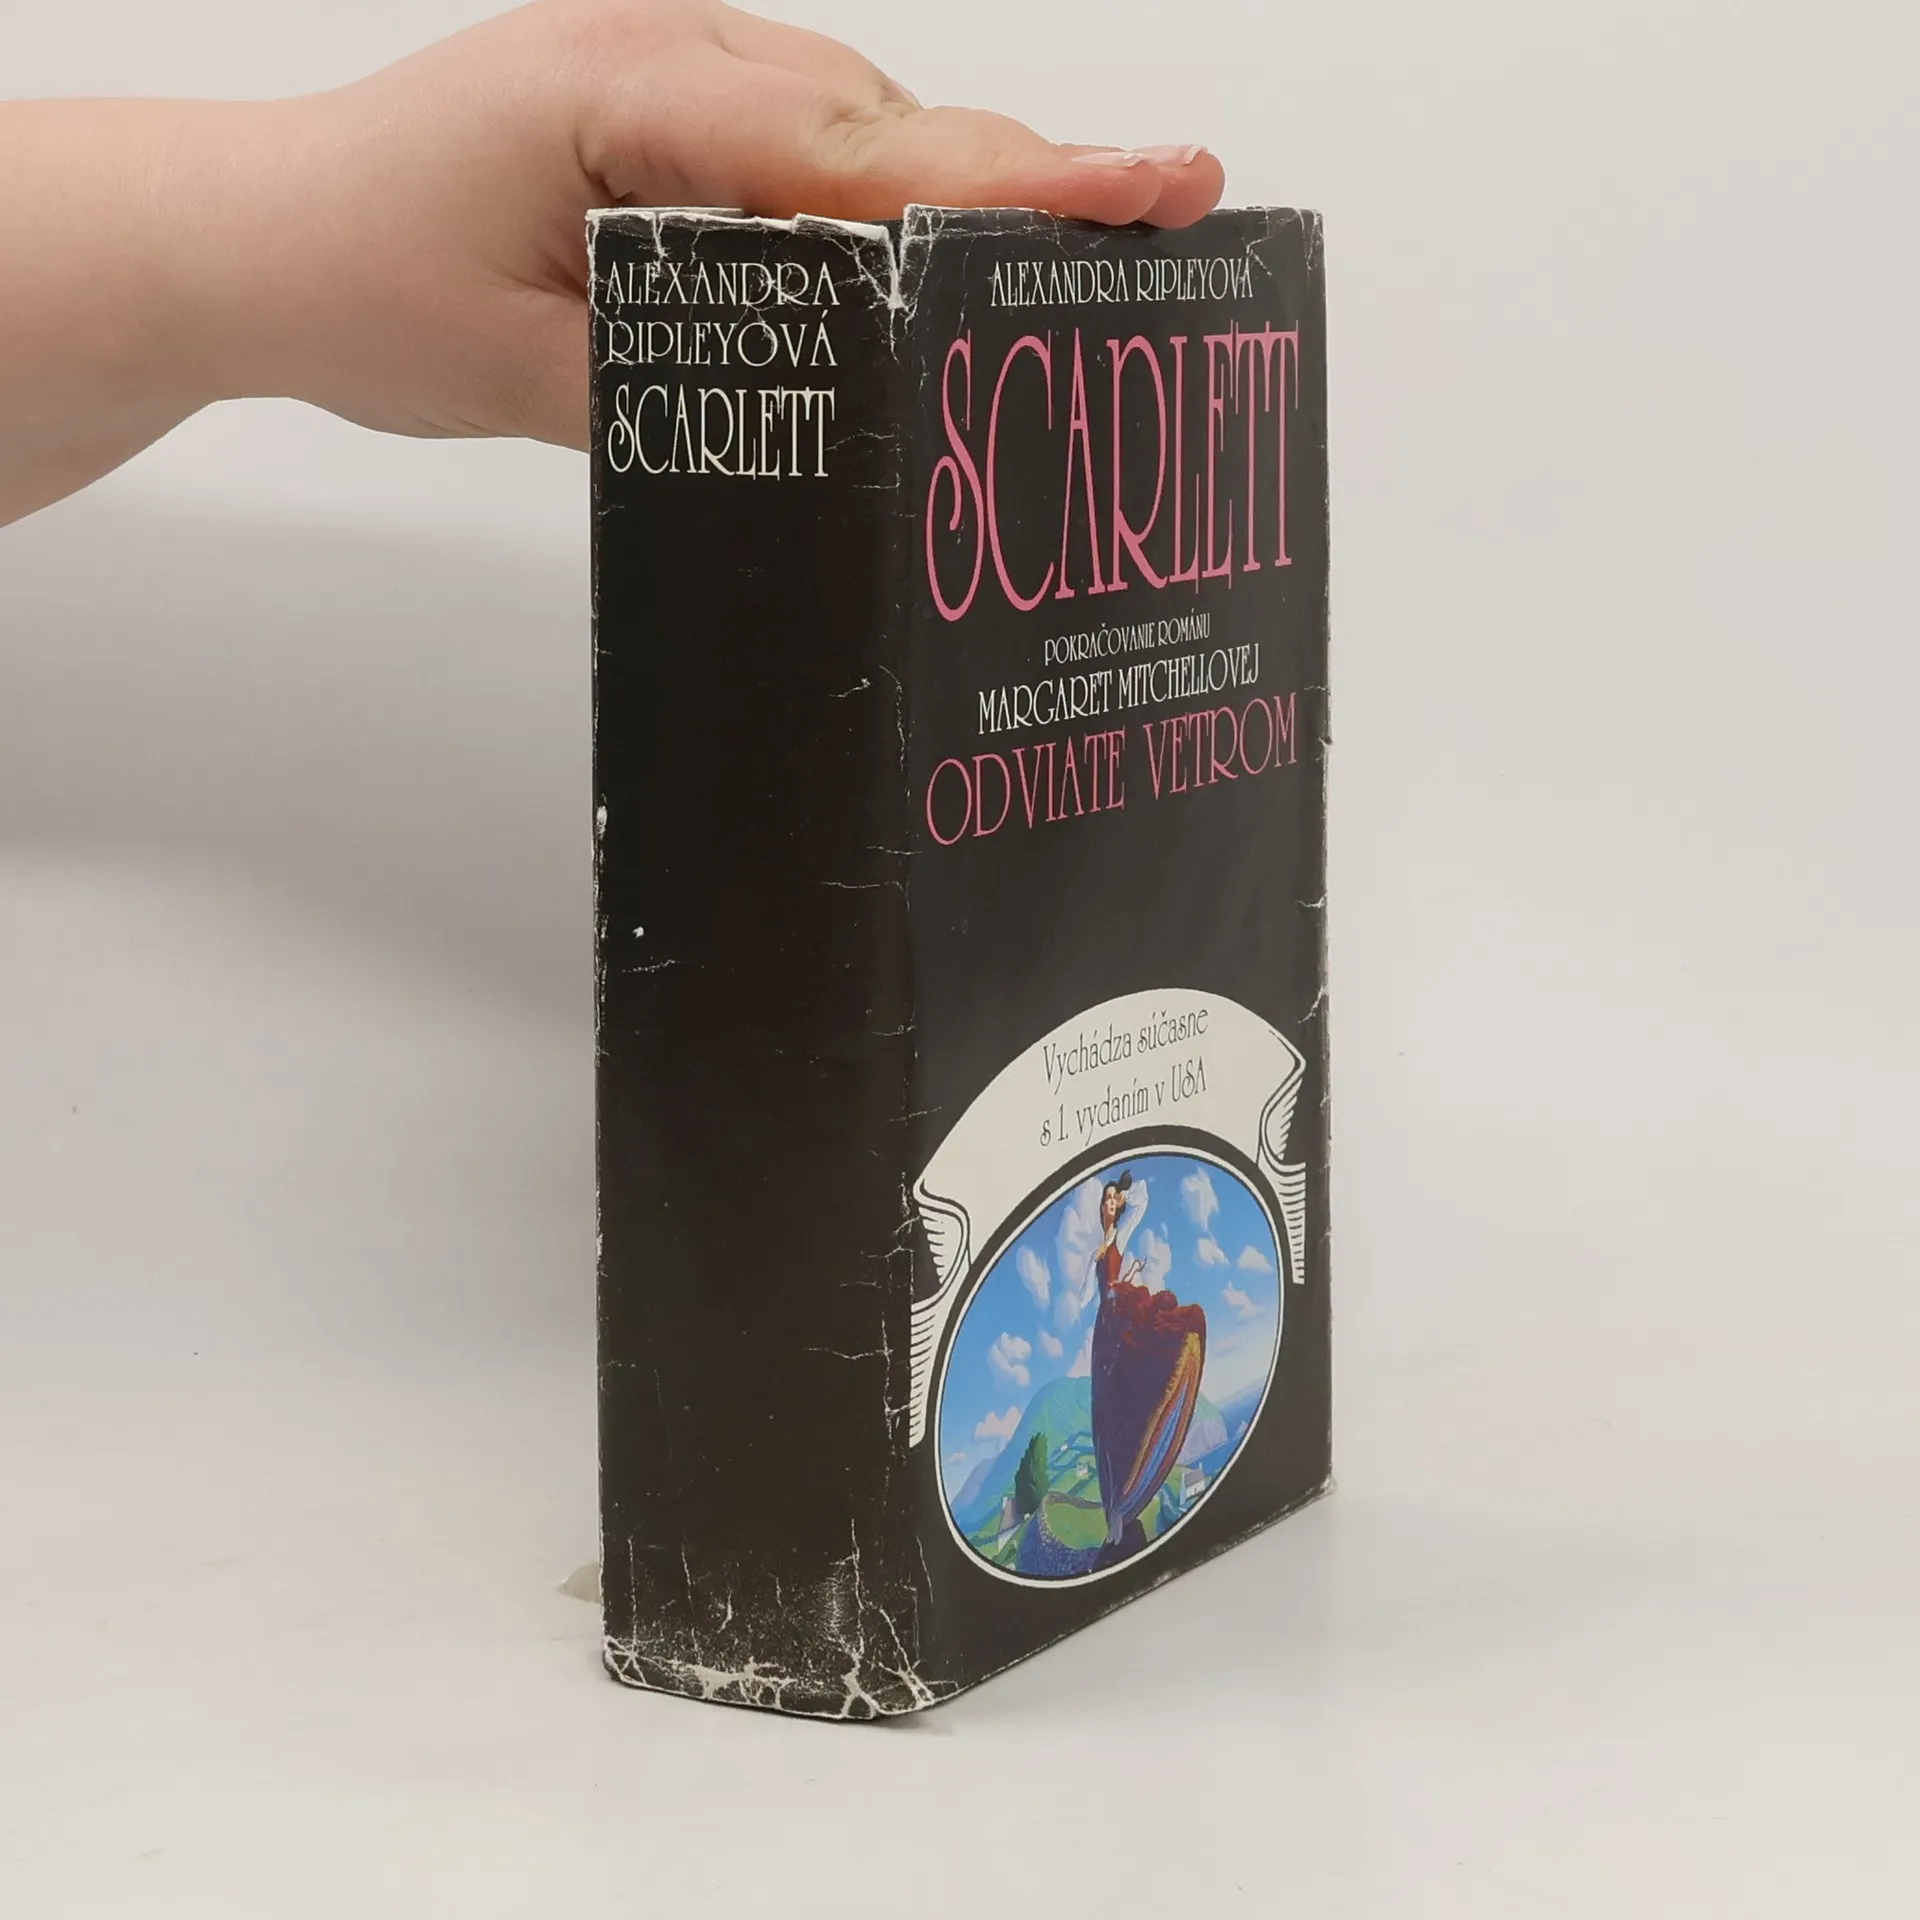 ALEXANDRA
RIPLEYOVÁ
SCARLETT
ALEXANDRA RIPLEYOVÁ
SCARLETT
POKRAČOVANIE ROMÁNU
MARGARET MITCHELLOVEJ
ODVIATE VETROM
Vychádza súčasne
s 1. vydaním v USA